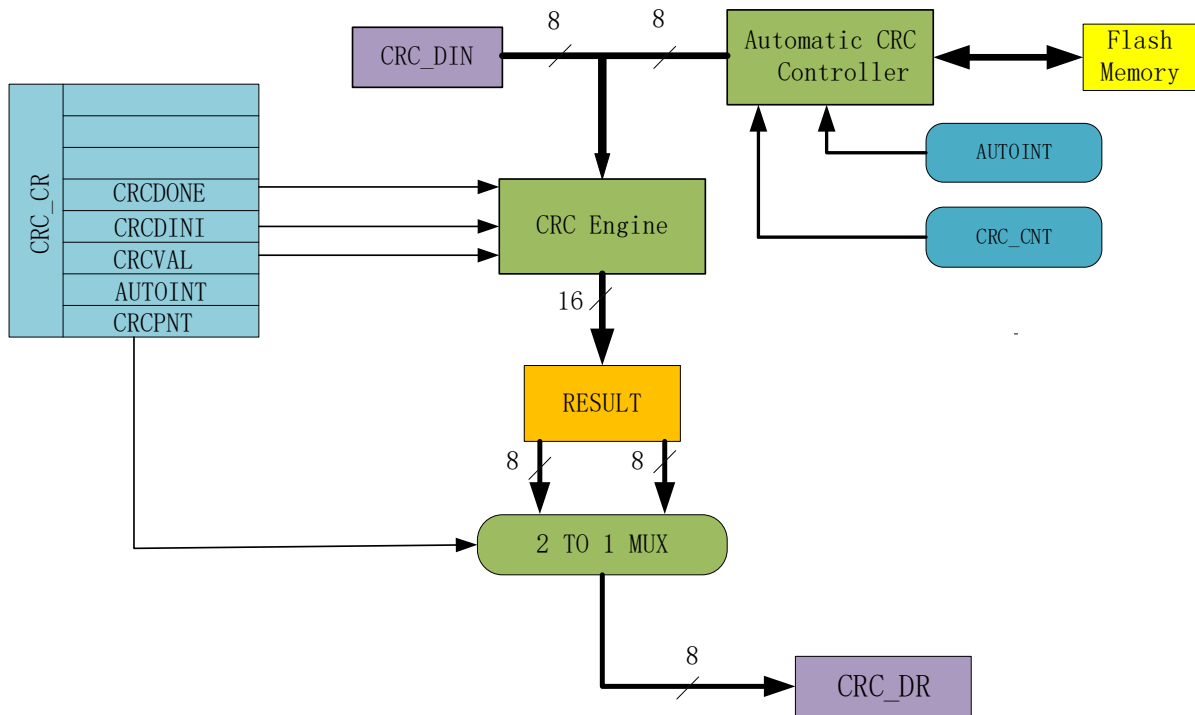 8
8
CRC_DIN
Automatic CRC
Controller
Flash
Memory
CRC_CR
CRCDONE
CRCDINI
CRCVAL
AUTOINT
CRCPNT
CRC Engine
AUTOINT
CRC_CNT
16
-
RESULT
8
8
2 TO 1 MUX
8
CRC_DR